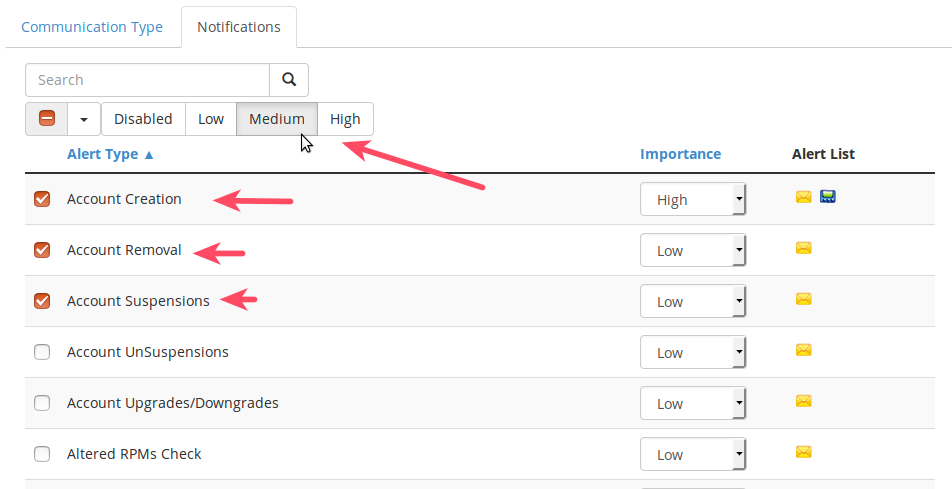 Communication Type Notifications
Search
Disabled Low Medium High
Alert Type ▲ Importance Alert List
Account Creation High
Account Removal Low
Account Suspensions Low
Account UnSuspensions Low
Account Upgrades/Downgrades Low
Altered RPMs Check Low